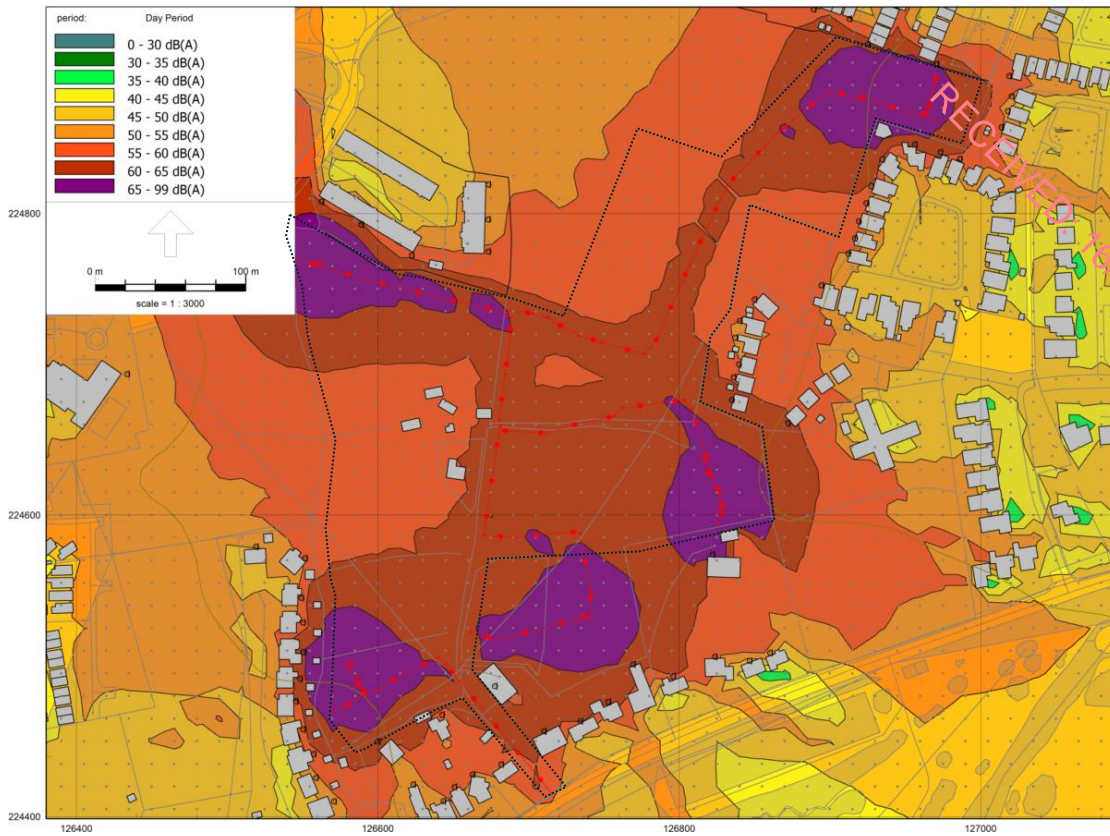 period: Day Period
0 - 30 dB(A)
30 - 35 dB(A)
35 - 40 dB(A)
40 - 45 dB(A)
45 - 50 dB(A)
50 - 55 dB(A)
55 - 60 dB(A)
60 - 65 dB(A)
65 - 99 dB(A)
0 m 100 m
scale = 1 : 3000
RECEIVED:
224800
224600
224400
126400 126600 126800 127000